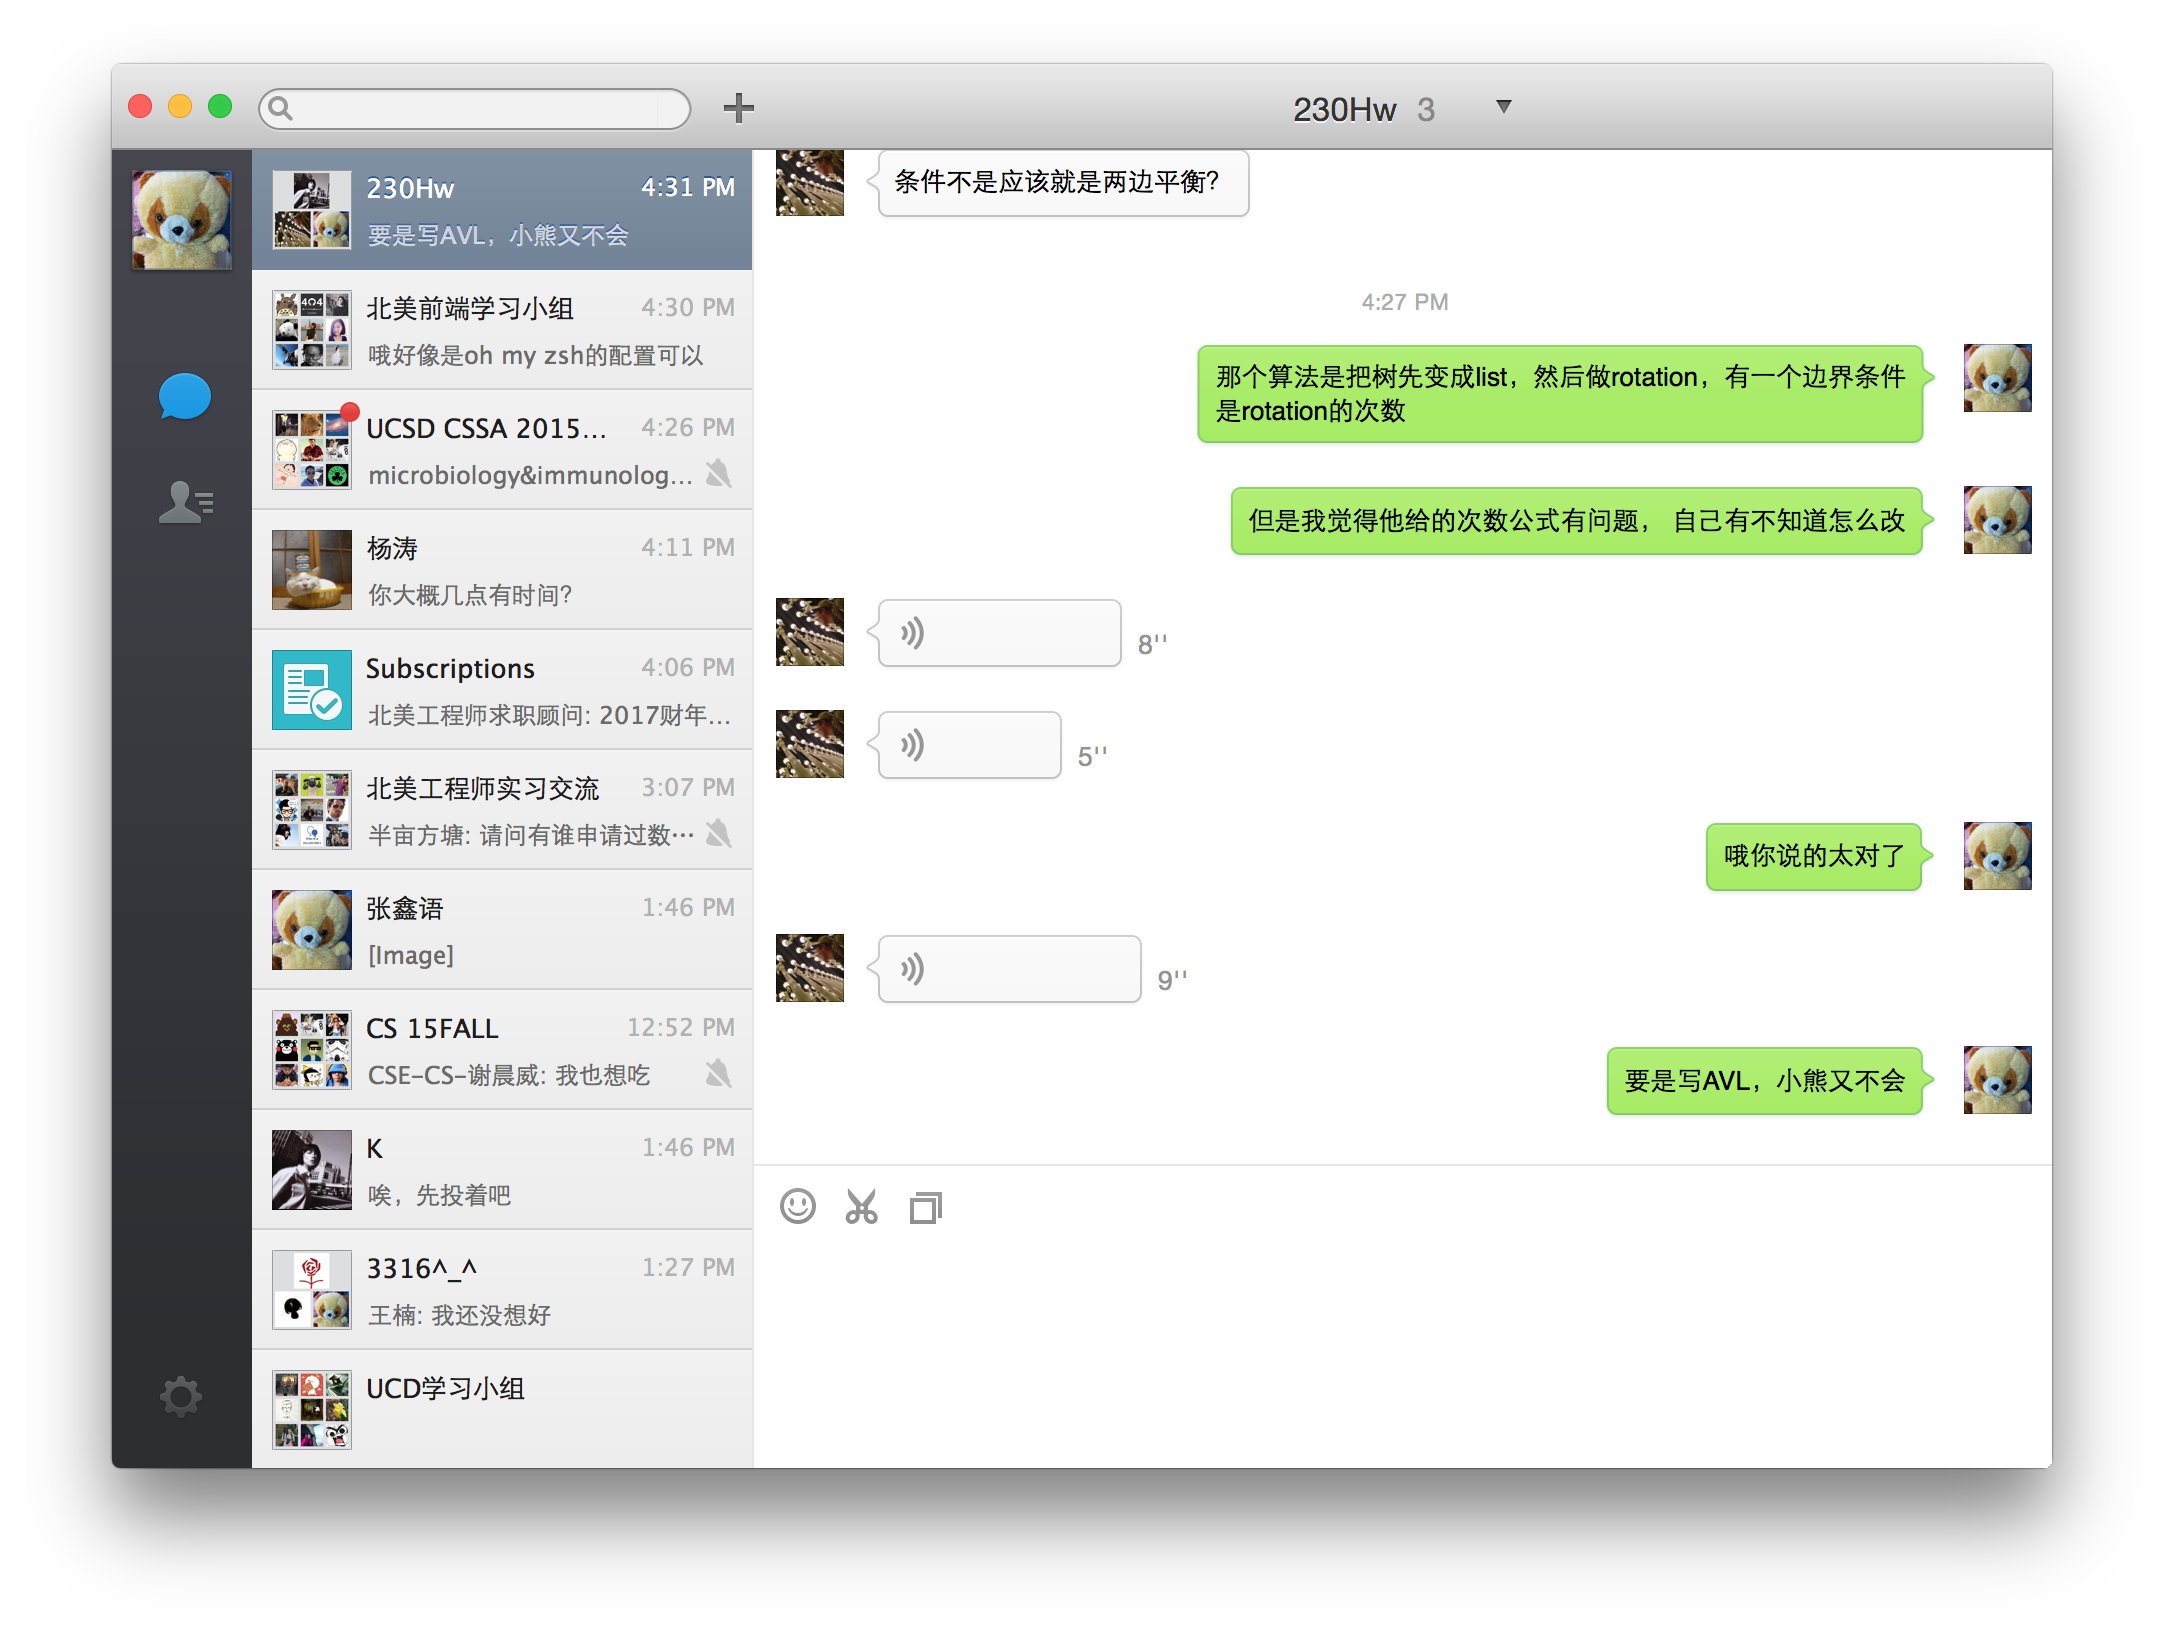 230Hw 3
230Hw 4:31 PM
要是写AVL，小熊又不会
北美前端学习小组 4:30 PM
哦好像是oh my zsh的配置可以
UCSD CSSA 2015... 4:26 PM
microbiology&immunolog...
杨涛 4:11 PM
你大概几点有时间?
Subscriptions 4:06 PM
北美工程师求职顾问: 2017财年...
北美工程师实习交流 3:07 PM
半亩方塘: 请问有谁申请过数…
张鑫语 1:46 PM
[Image]
CS 15FALL 12:52 PM
CSE-CS-谢晨威: 我也想吃
K 1:46 PM
唉，先投着吧
3316^_^ 1:27 PM
王楠: 我还没想好
UCD学习小组
条件不是应该就是两边平衡?
4:27 PM
那个算法是把树先变成list，然后做rotation，有一个边界条件
是rotation的次数
但是我觉得他给的次数公式有问题， 自己有不知道怎么改
8''
5''
哦你说的太对了
9''
要是写AVL，小熊又不会
404